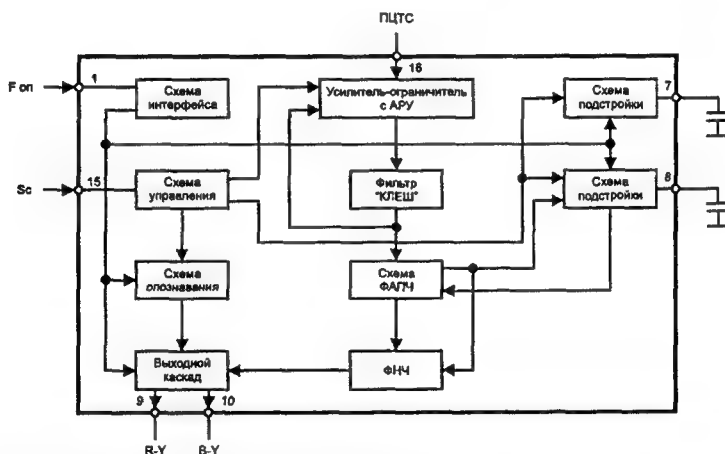 ПЦТС
16
F оп
1
Схема
интерфейса
Усилитель-ограничитель
с АРУ
Схема
подстройки
7
Sc
15
Схема
управления
Фильтр
"КЛЕШ"
Схема
подстройки
8
Схема
опознавания
Схема
ФАПЧ
Выходной
каскад
ФНЧ
9
10
R-Y
B-Y